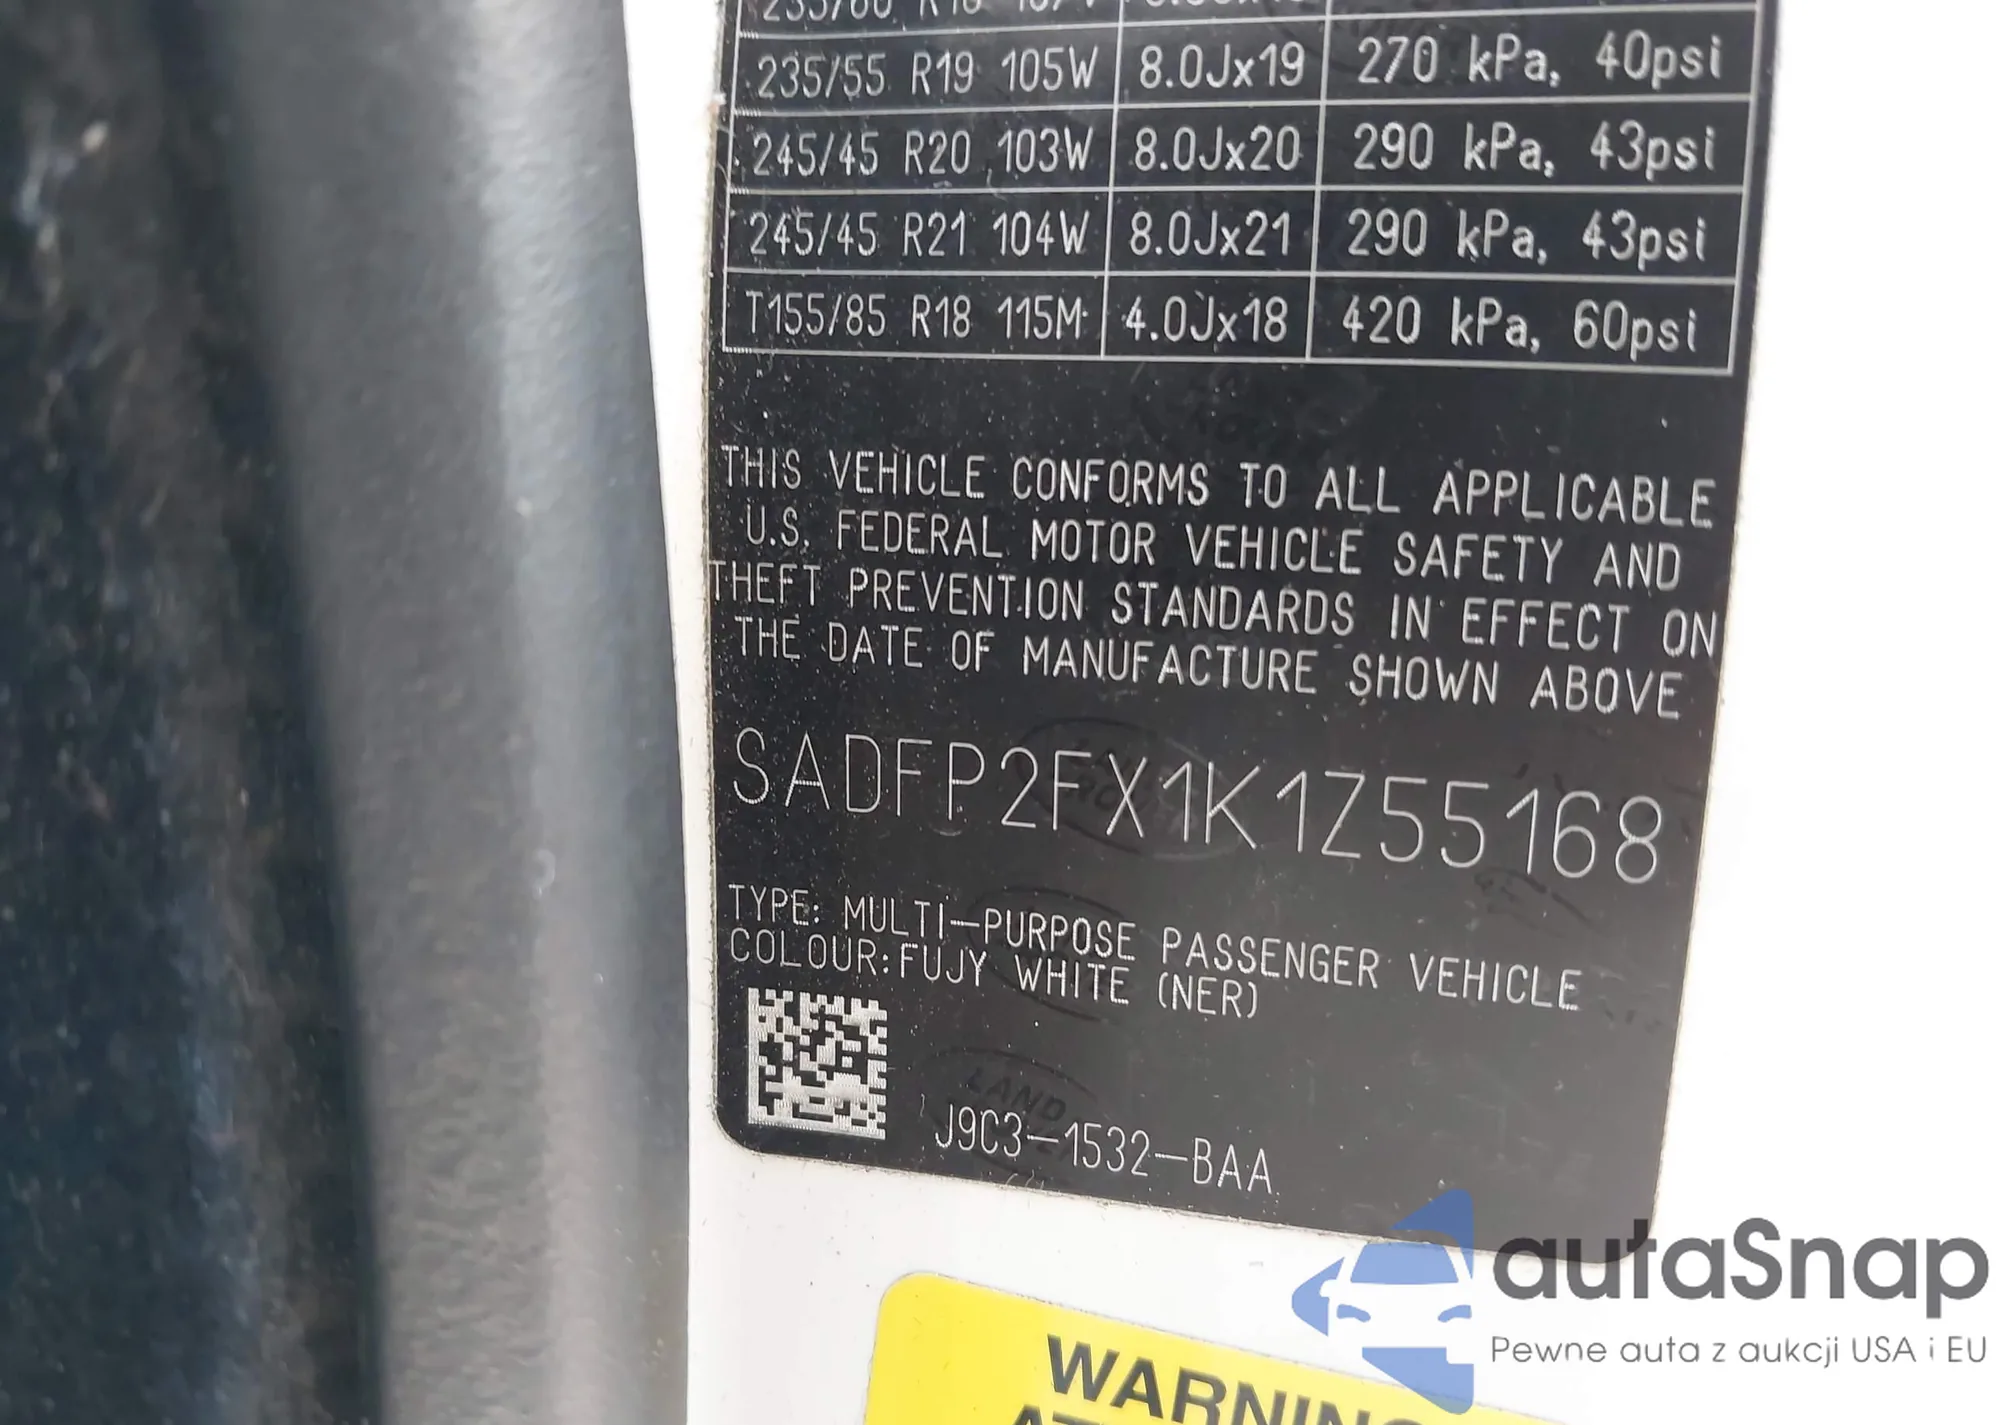 235/55 R19 105W 8.0Jx19 270 kPa, 40psi
245/45 R20 103W 8.0Jx20 290 kPa, 43psi
245/45 R21 104W 8.0Jx21 290 kPa, 43psi
T155/85 R18 115M 4.0Jx18 420 kPa, 60psi
THIS VEHICLE CONFORMS TO ALL APPLICABLE
U.S. FEDERAL MOTOR VEHICLE SAFETY AND
THEFT PREVENTION STANDARDS IN EFFECT ON
THE DATE OF MANUFACTURE SHOWN ABOVE
SADFP2FX1K1Z55168
TYPE: MULTI-PURPOSE PASSENGER VEHICLE
COLOUR:FUJY WHITE (NER)
LAND
J9C3-1532-BAA
WARNING
autaSnap
Pewne auta z aukcji USA i EU